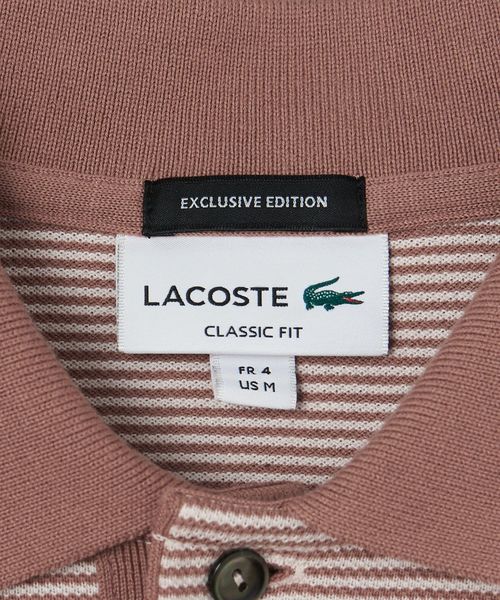 EXCLUSIVE EDITION
LACOSTE
CLASSIC FIT
FR 4
US M